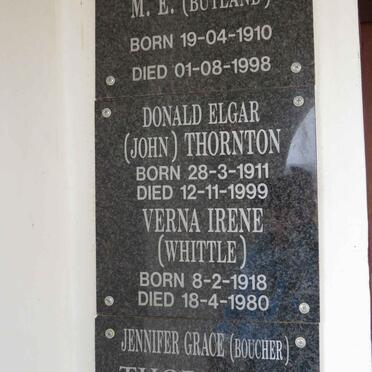 M. E. (BUTLAND)
BORN 19-04-1910
DIED 01-08-1998
DONALD ELGAR
(JOHN) THORNTON
BORN 28-3-1911
DIED 12-11-1999
VERNA IRENE
(WHITTLE)
BORN 8-2-1918
DIED 18-4-1980
JENNIFER GRACE (BOUCHER)